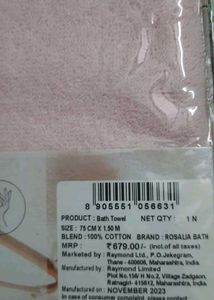 8 905551 056631
PRODUCT : Bath Towel NET QTY : 1 N
SIZE : 75 CM X 1.50 M
BLEND : 100% COTTON BRAND : ROSALIA BATH
MRP : ₹ 679.00/- (incl.of all taxes)
Marketed by : Raymond Ltd., P.O.Jekegram,
Thane - 400606, Maharashtra, India
Manufactured by : Raymond Limited
Plot No.156/ H No.2, Village Zadgaon,
Ratnagiri- 415612, Maharashtra, India
Manufactured on : NOVEMBER 2023
In case of consumer complaint, please contact